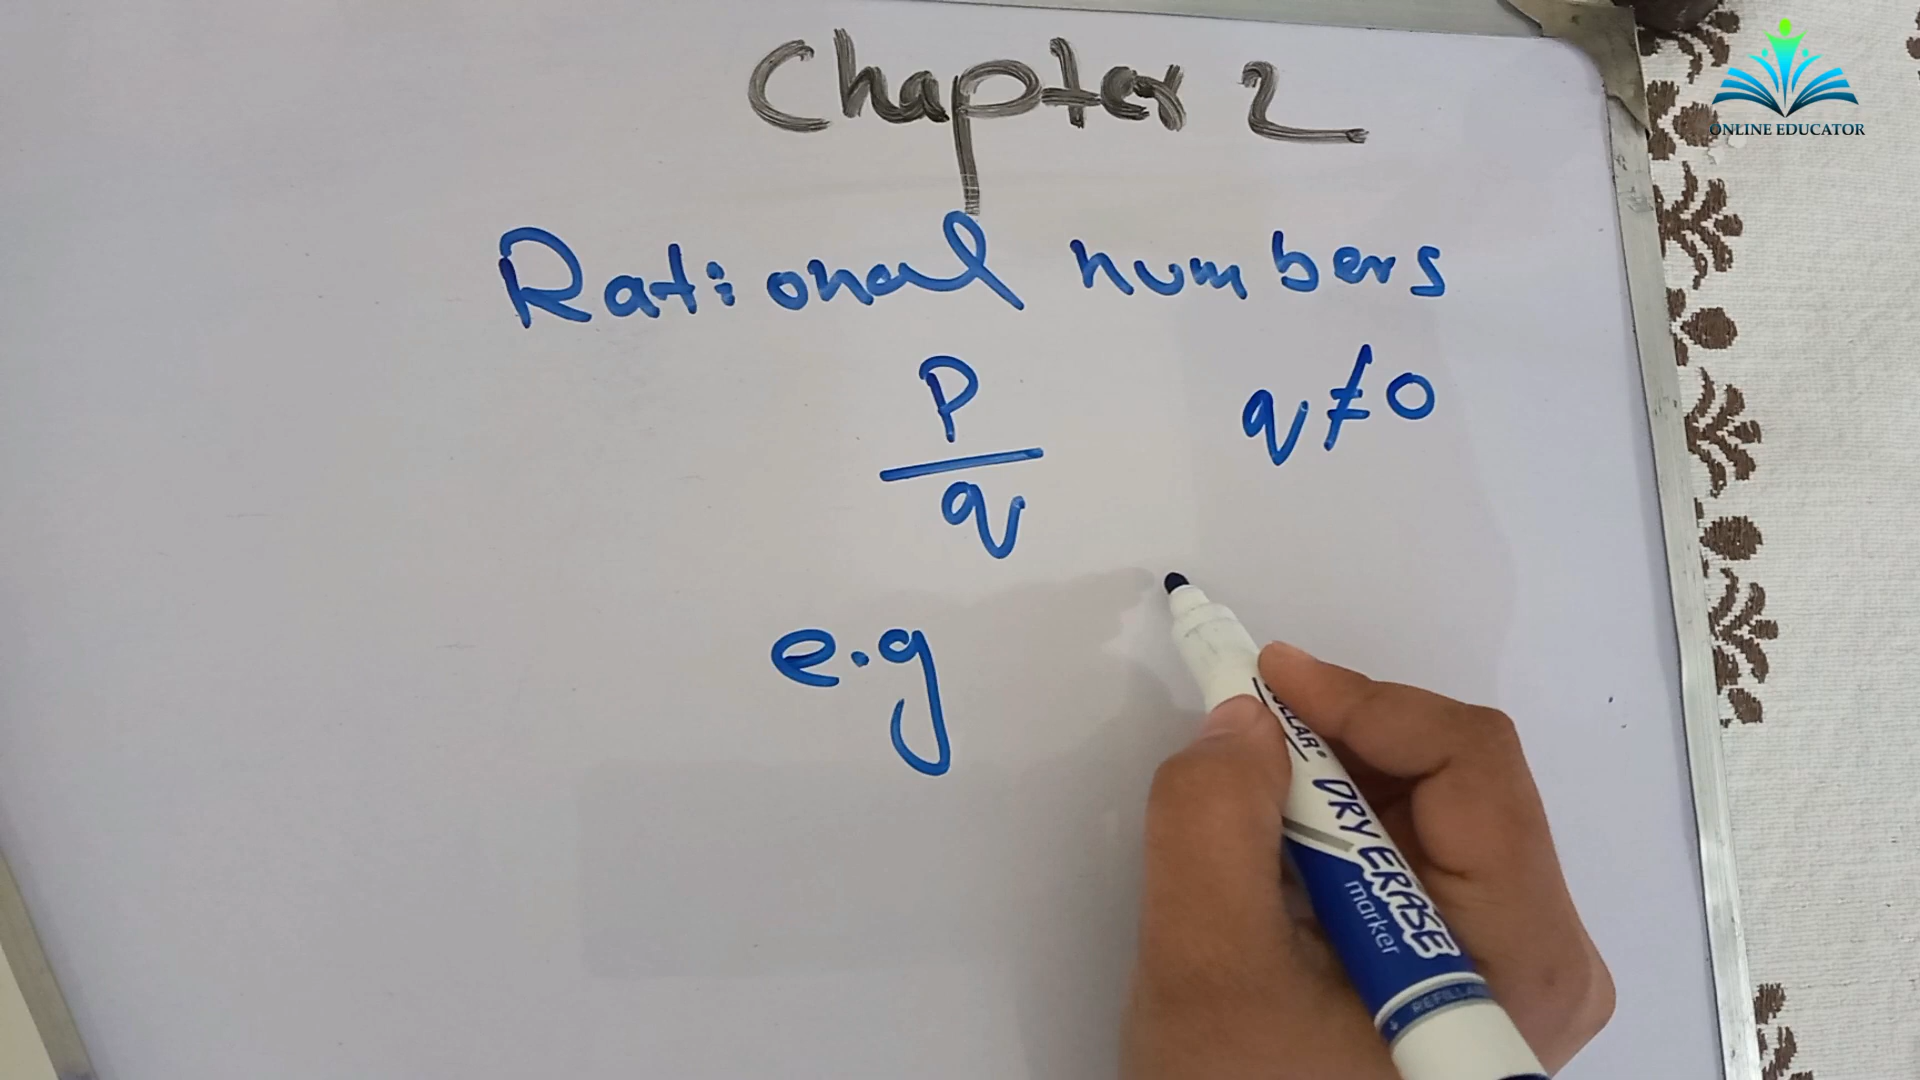 Chapter 2
ONLINE EDUCATOR
Rational numbers
P
q
q≠0
e.g
DRY ERASE
marker